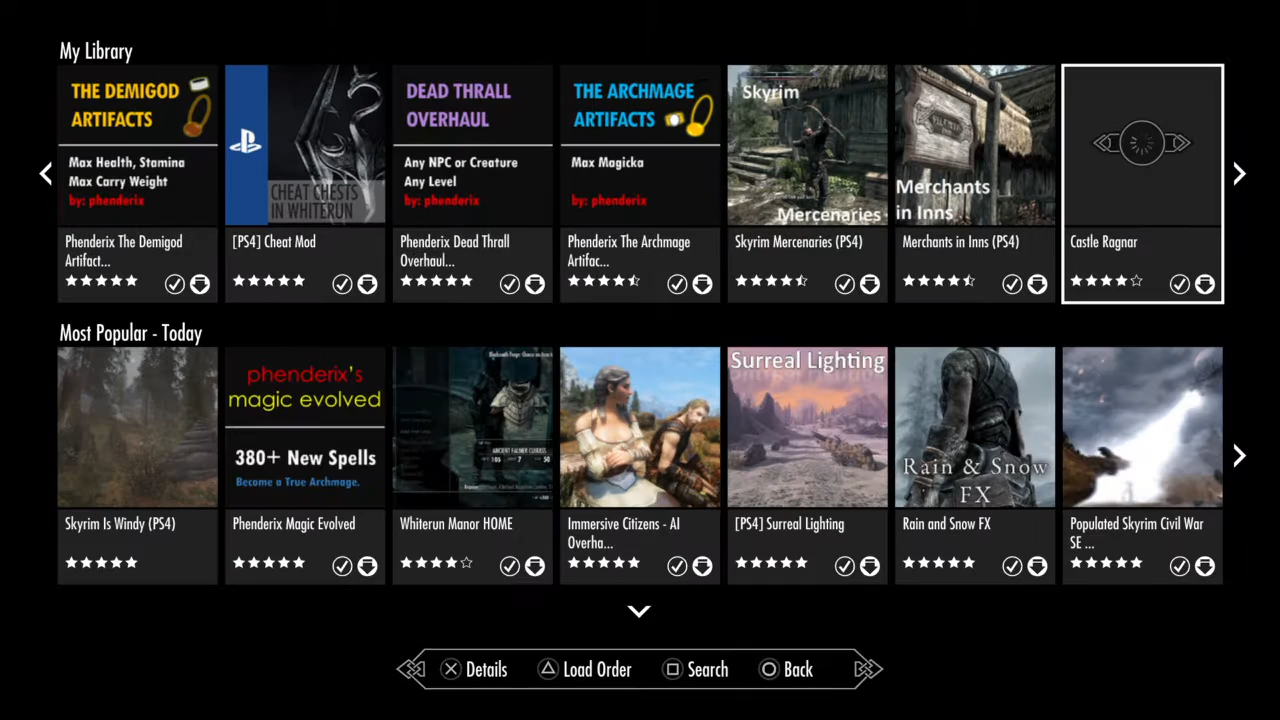 My Library
THE DEMIGOD
ARTIFACTS
Max Health, Stamina
Max Carry Weight
by: phenderix
Phenderix The Demigod
Artifact...
CHEAT CHESTS
IN WHITERUN
[PS4] Cheat Mod
DEAD THRALL
OVERHAUL
Any NPC or Creature
Any Level
by: phenderix
Phenderix Dead Thrall
Overhaul...
THE ARCHMAGE
ARTIFACTS
Max Magicka
by: phenderix
Phenderix The Archmage
Artifac...
Skyrim
Mercenaries
Skyrim Mercenaries (PS4)
Merchants
in Inns
Merchants in Inns (PS4)
Castle Ragnar
Most Popular - Today
Skyrim Is Windy (PS4)
phenderix's
magic evolved
380+ New Spells
Become a True Archmage.
Phenderix Magic Evolved
ANCIENT FALMER CUIRASS
Whiterun Manor HOME
Immersive Citizens - AI
Overha...
Surreal Lighting
[PS4] Surreal Lighting
Rain & Snow
FX
Rain and Snow FX
Populated Skyrim Civil War
SE ...
Details
Load Order
Search
Back